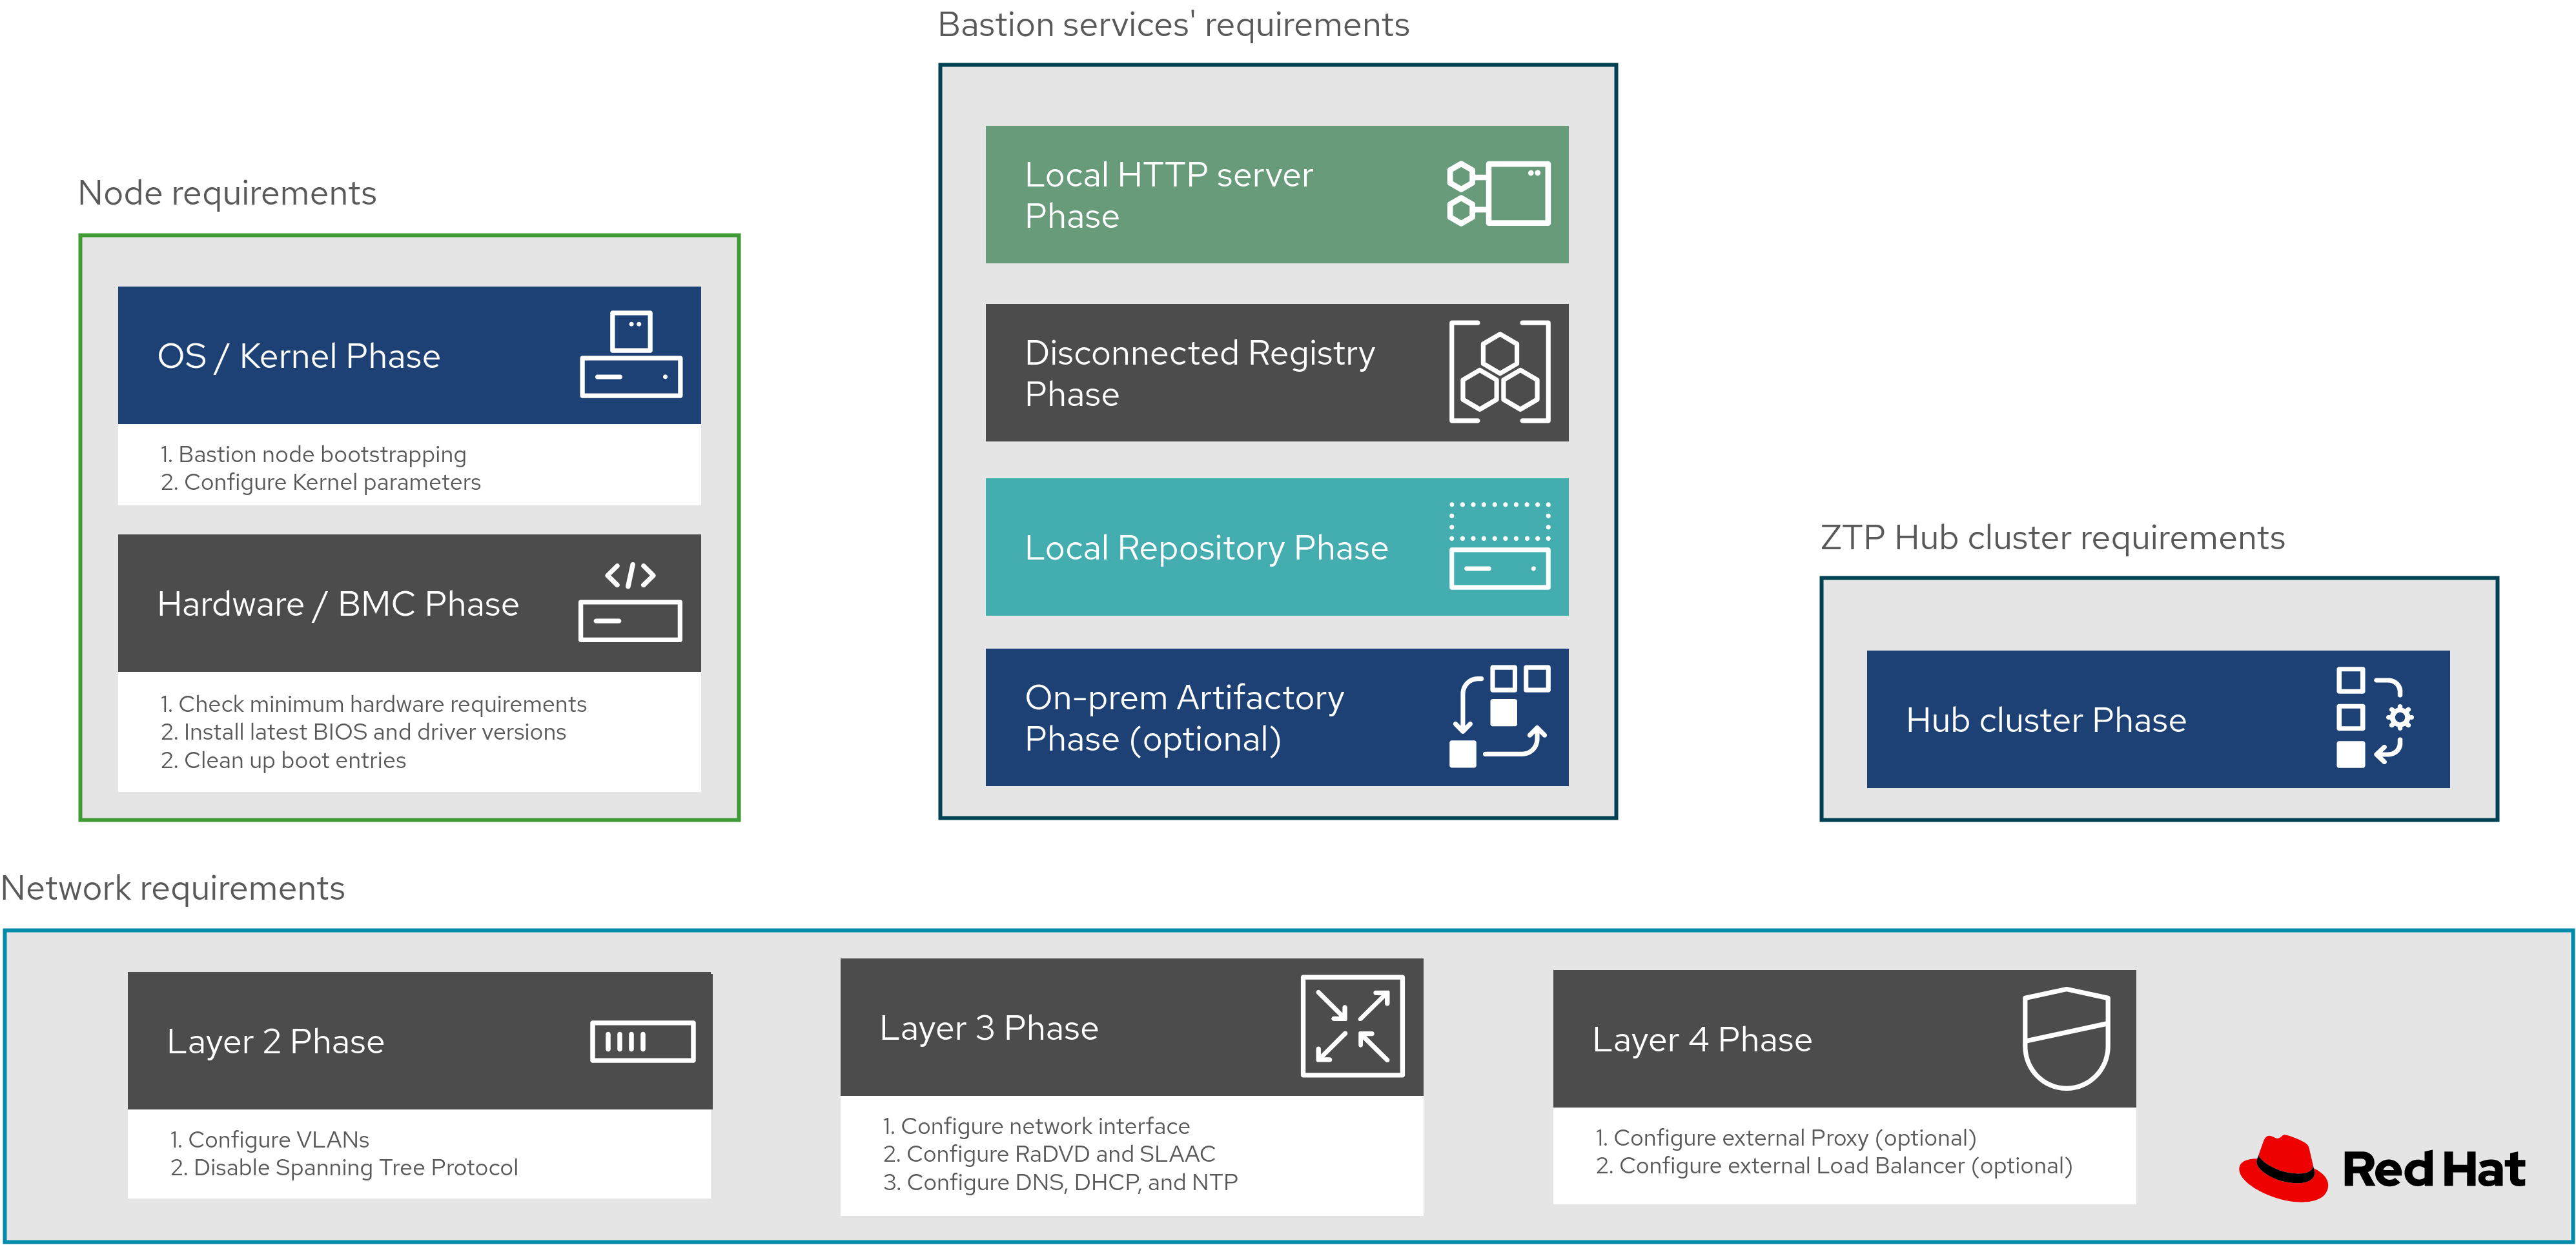 Bastion services' requirements
Local HTTP server
Phase
Disconnected Registry
Phase
Local Repository Phase
On-prem Artifactory
Phase (optional)
Node requirements
OS / Kernel Phase
1. Bastion node bootstrapping
2. Configure Kernel parameters
Hardware / BMC Phase
1. Check minimum hardware requirements
2. Install latest BIOS and driver versions
2. Clean up boot entries
ZTP Hub cluster requirements
Hub cluster Phase
Network requirements
Layer 2 Phase
1. Configure VLANs
2. Disable Spanning Tree Protocol
Layer 3 Phase
1. Configure network interface
2. Configure RaDVD and SLAAC
3. Configure DNS, DHCP, and NTP
Layer 4 Phase
1. Configure external Proxy (optional)
2. Configure external Load Balancer (optional)
Red Hat